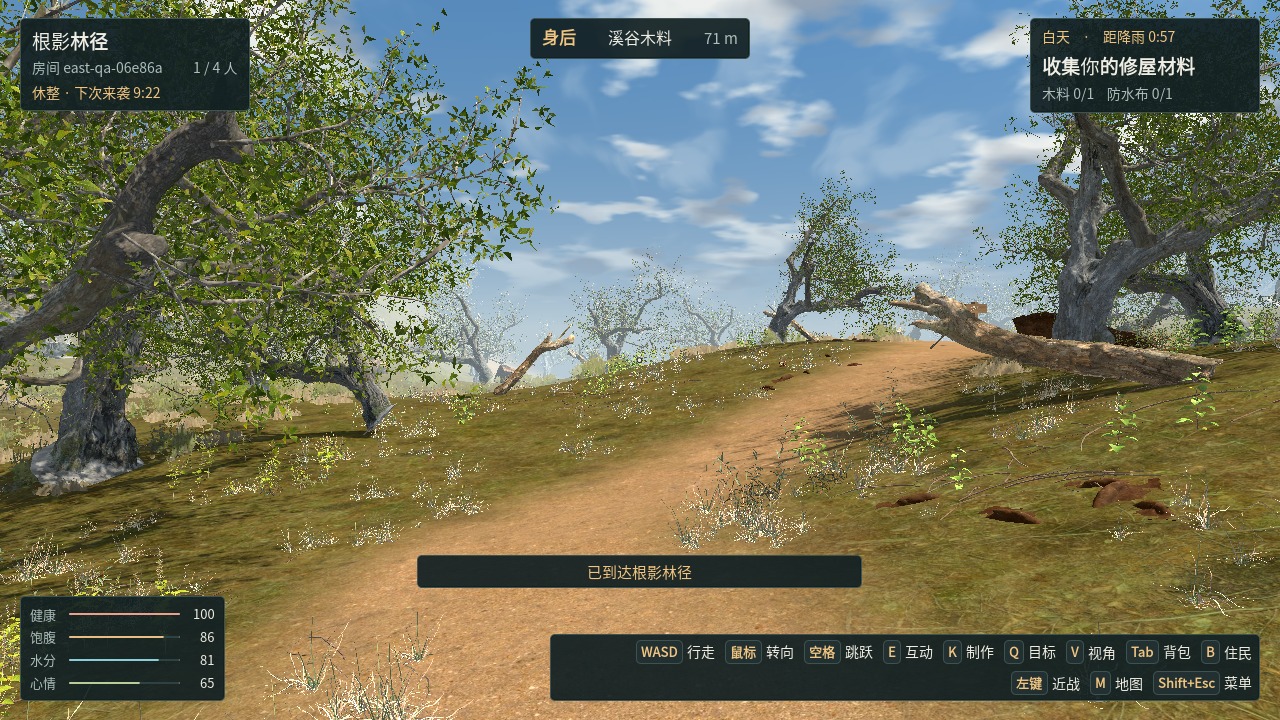 根影林径
房间 east-qa-06e86a 1 / 4 人
休整 · 下次来袭 9:22
身后 溪谷木料 71 m
白天 · 距降雨 0:57
收集你的修屋材料
木料 0/1 防水布 0/1
已到达根影林径
健康 100
饱腹 86
水分 81
心情 65
WASD 行走 鼠标 转向 空格 跳跃 E 互动 K 制作 Q 目标 V 视角 Tab 背包 B 住民
左键 近战 M 地图 Shift+Esc 菜单